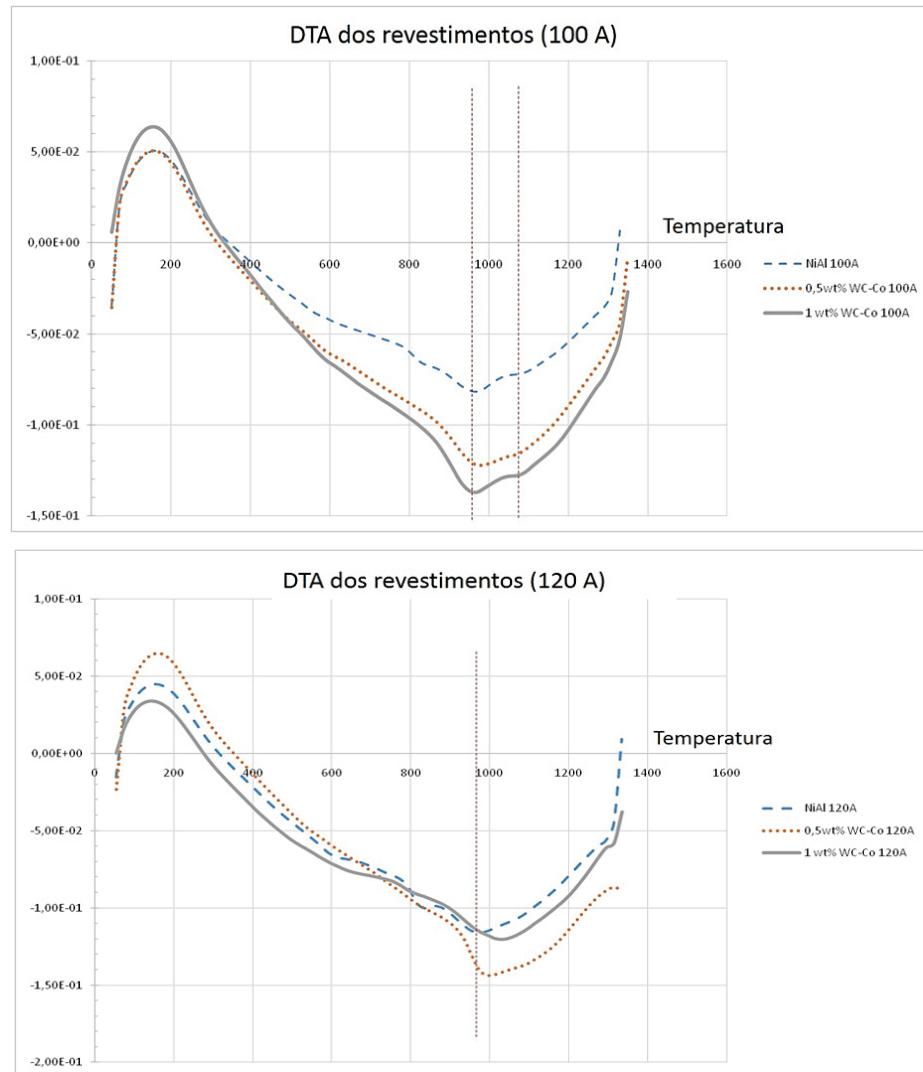 DTA dos revestimentos (100 A)
1,00E-01
5,00E-02
0,00E+00
-5,00E-02
-1,00E-01
-1,50E-01
0 200 400 600 800 1000 1200 1400 1600
Temperatura
NiAl 100A
0,5wt% WC-Co 100A
1 wt% WC-Co 100A
DTA dos revestimentos (120 A)
1,00E-01
5,00E-02
0,00E+00
-5,00E-02
-1,00E-01
-1,50E-01
-2,00E-01
0 200 400 600 800 1000 1200 1400 1600
Temperatura
NiAl 120A
0,5wt% WC-Co 120A
1 wt% WC-Co 120A